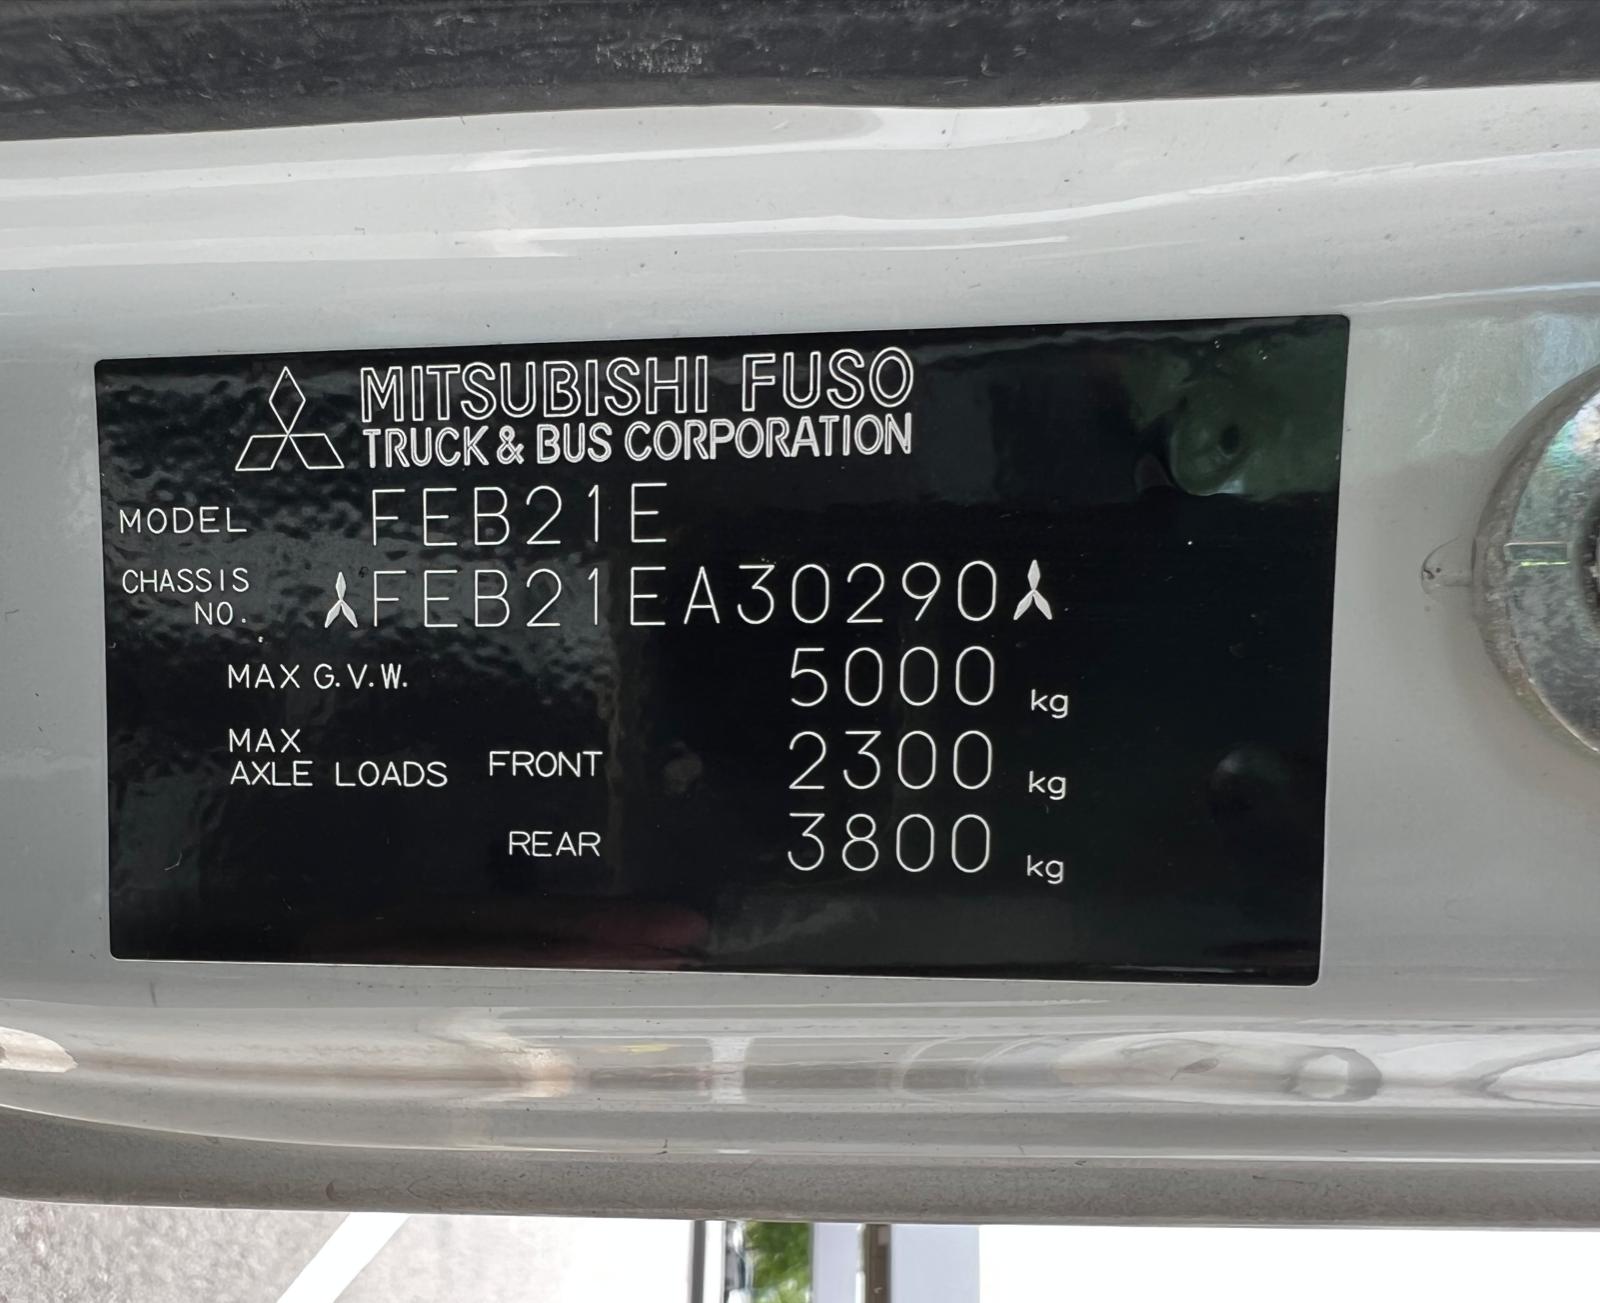 MITSUBISHI FUSO
TRUCK & BUS CORPORATION
MODEL FEB21E
CHASSIS NO. FEB21EA30290
MAX G.V.W. 5000 kg
MAX AXLE LOADS FRONT 2300 kg
REAR 3800 kg